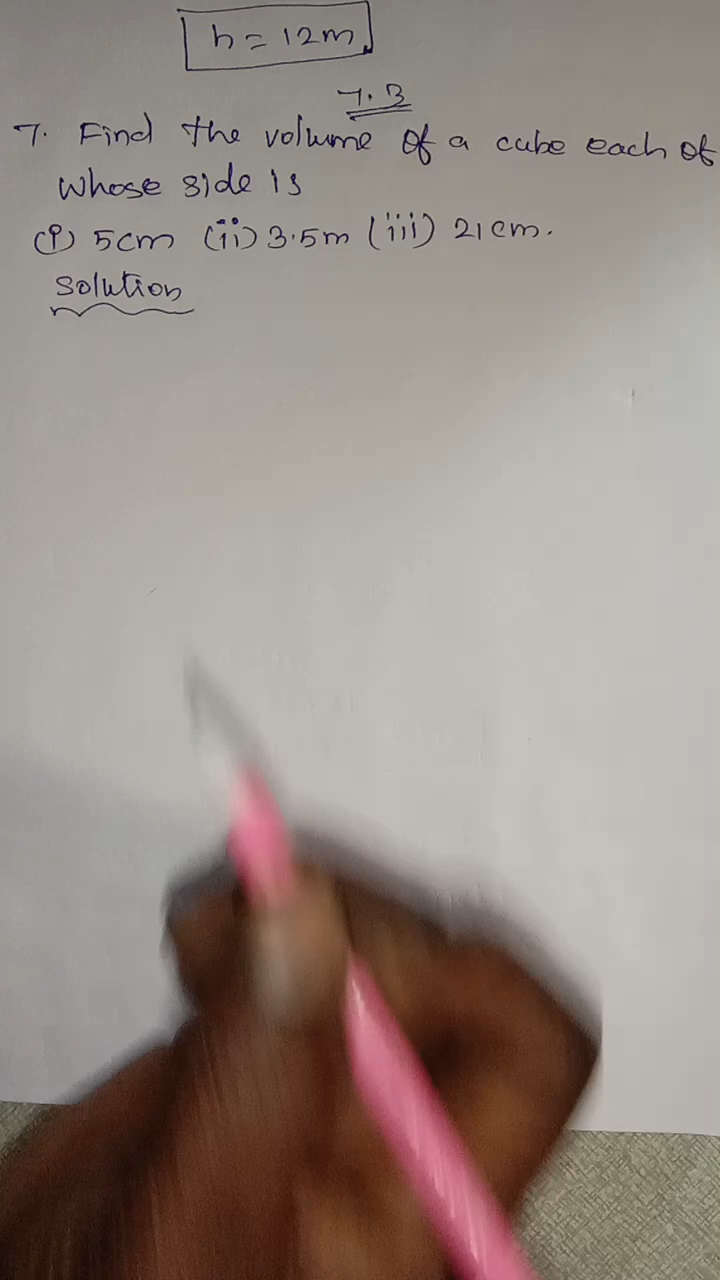 h = 12m
7.3
7. Find the volume of a cube each of
whose side is
(i) 5cm (ii) 3.5m (iii) 21cm.
Solution